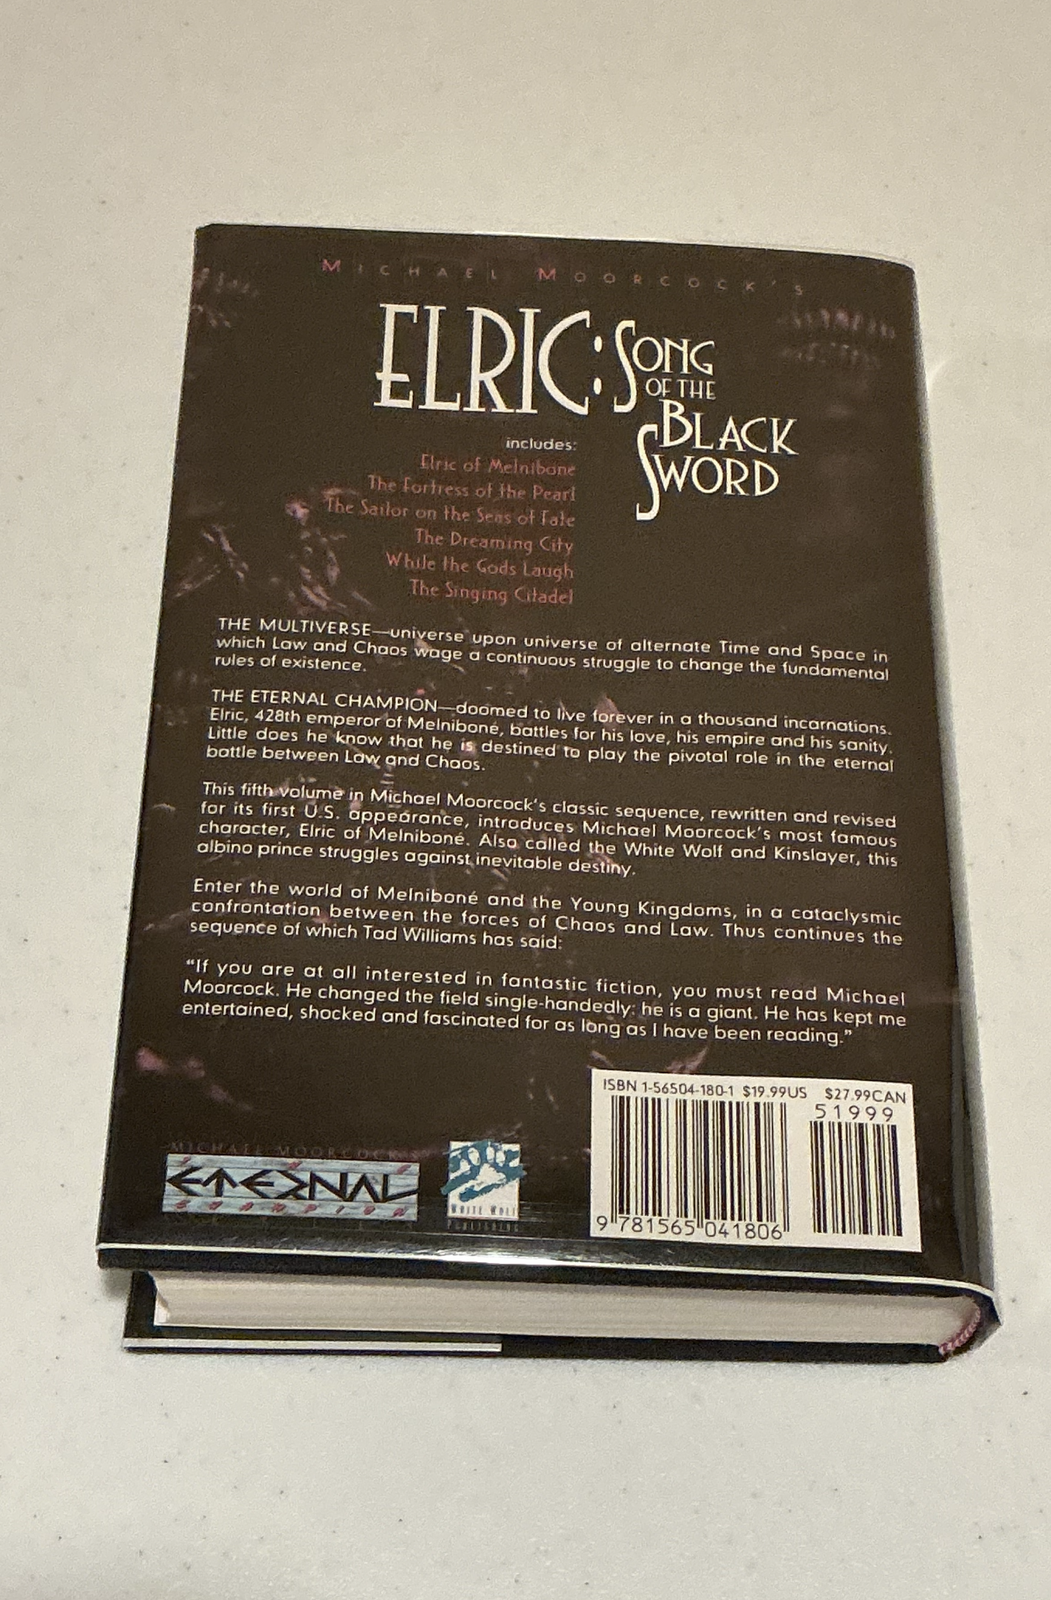 MICHAEL MOORCOCK'S
ELRIC: SONG
OF THE
BLACK
SWORD
includes:
Elric of Melniboné
The Fortress of the Pearl
The Sailor on the Seas of Fate
The Dreaming City
While the Gods Laugh
The Singing Citadel
THE MULTIVERSE—universe upon universe of alternate Time and Space in
which Law and Chaos wage a continuous struggle to change the fundamental
rules of existence.
THE ETERNAL CHAMPION—doomed to live forever in a thousand incarnations.
Elric, 428th emperor of Melniboné, battles for his love, his empire and his sanity.
Little does he know that he is destined to play the pivotal role in the eternal
battle between Law and Chaos.
This fifth volume in Michael Moorcock's classic sequence, rewritten and revised
for its first U.S. appearance, introduces Michael Moorcock's most famous
character, Elric of Melniboné. Also called the White Wolf and Kinslayer, this
albino prince struggles against inevitable destiny.
Enter the world of Melniboné and the Young Kingdoms, in a cataclysmic
confrontation between the forces of Chaos and Law. Thus continues the
sequence of which Tad Williams has said:
"If you are at all interested in fantastic fiction, you must read Michael
Moorcock. He changed the field single-handedly: he is a giant. He has kept me
entertained, shocked and fascinated for as long as I have been reading."
ISBN 1-56504-180-1 $19.99US $27.99CAN
51999
9 781565 041806
MICHAEL MOORCOCK'S
ETERNAL
CHAMPION
WHITE WOLF
PUBLISHING